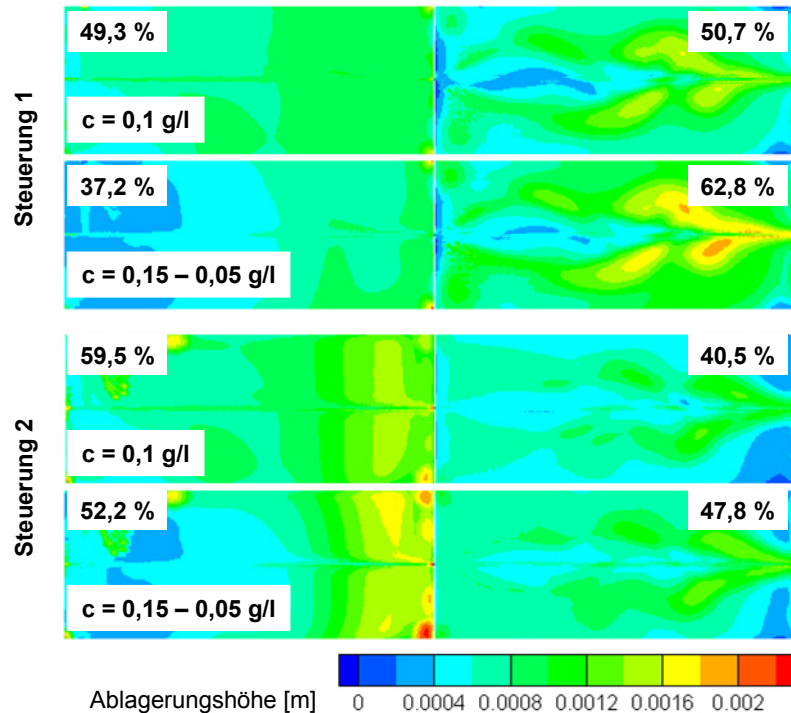 Steuerung 1
49,3 %
50,7 %
c = 0,1 g/l
37,2 %
62,8 %
c = 0,15 – 0,05 g/l
Steuerung 2
59,5 %
40,5 %
c = 0,1 g/l
52,2 %
47,8 %
c = 0,15 – 0,05 g/l
Ablagerungshöhe [m]
0 0.0004 0.0008 0.0012 0.0016 0.002